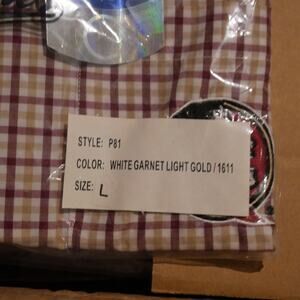 STYLE: P81
COLOR: WHITE GARNET LIGHT GOLD / 1611
SIZE: L